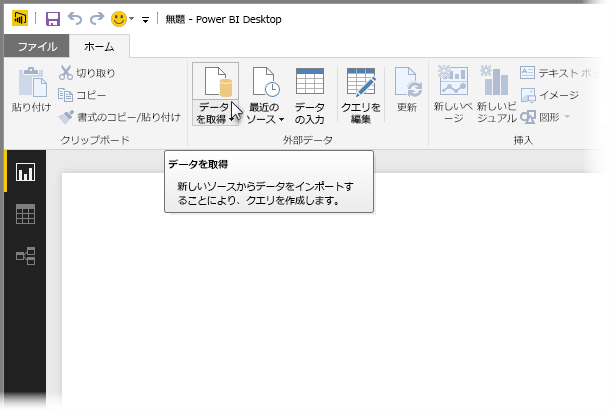 無題 - Power BI Desktop
ファイル
ホーム
貼り付け
切り取り
コピー
書式のコピー/貼り付け
クリップボード
データ
を取得
最近の
ソース
データ
の入力
クエリを
編集
更新
外部データ
新しいペ
ージ
新しいビ
ジュアル
テキスト ボッ
イメージ
図形
挿入
データを取得
新しいソースからデータをインポートす
ることにより、クエリを作成します。